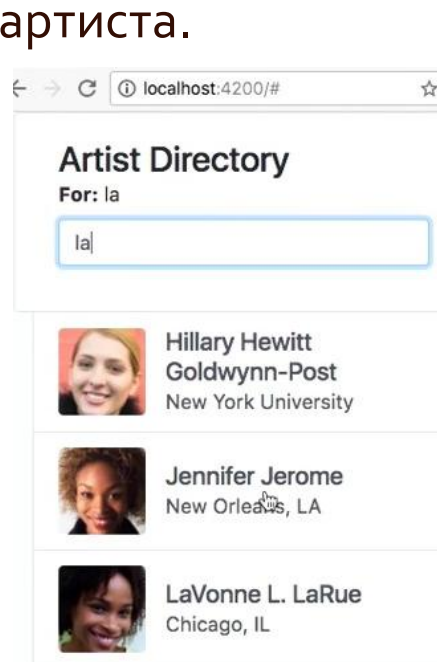 артиста.
localhost:4200/#
Artist Directory
For: la
la
Hillary Hewitt
Goldwynn-Post
New York University
Jennifer Jerome
New Orleans, LA
LaVonne L. LaRue
Chicago, IL